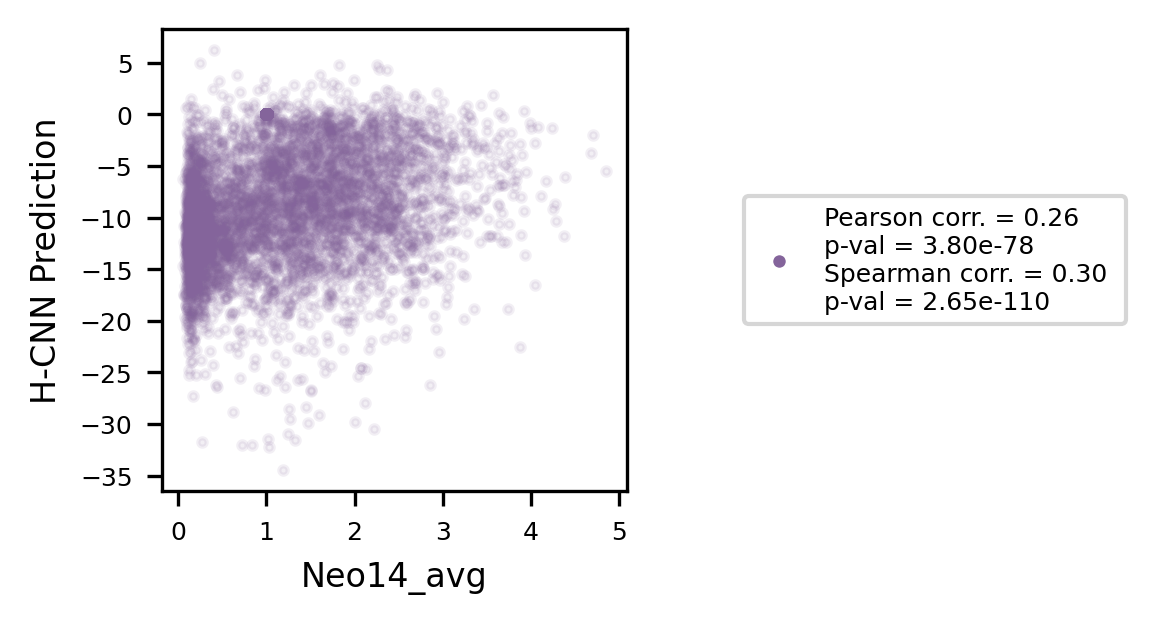 5
0
−5
−10
−15
−20
−25
−30
−35
H-CNN Prediction
0 1 2 3 4 5
Neo14_avg
Pearson corr. = 0.26
p-val = 3.80e-78
Spearman corr. = 0.30
p-val = 2.65e-110